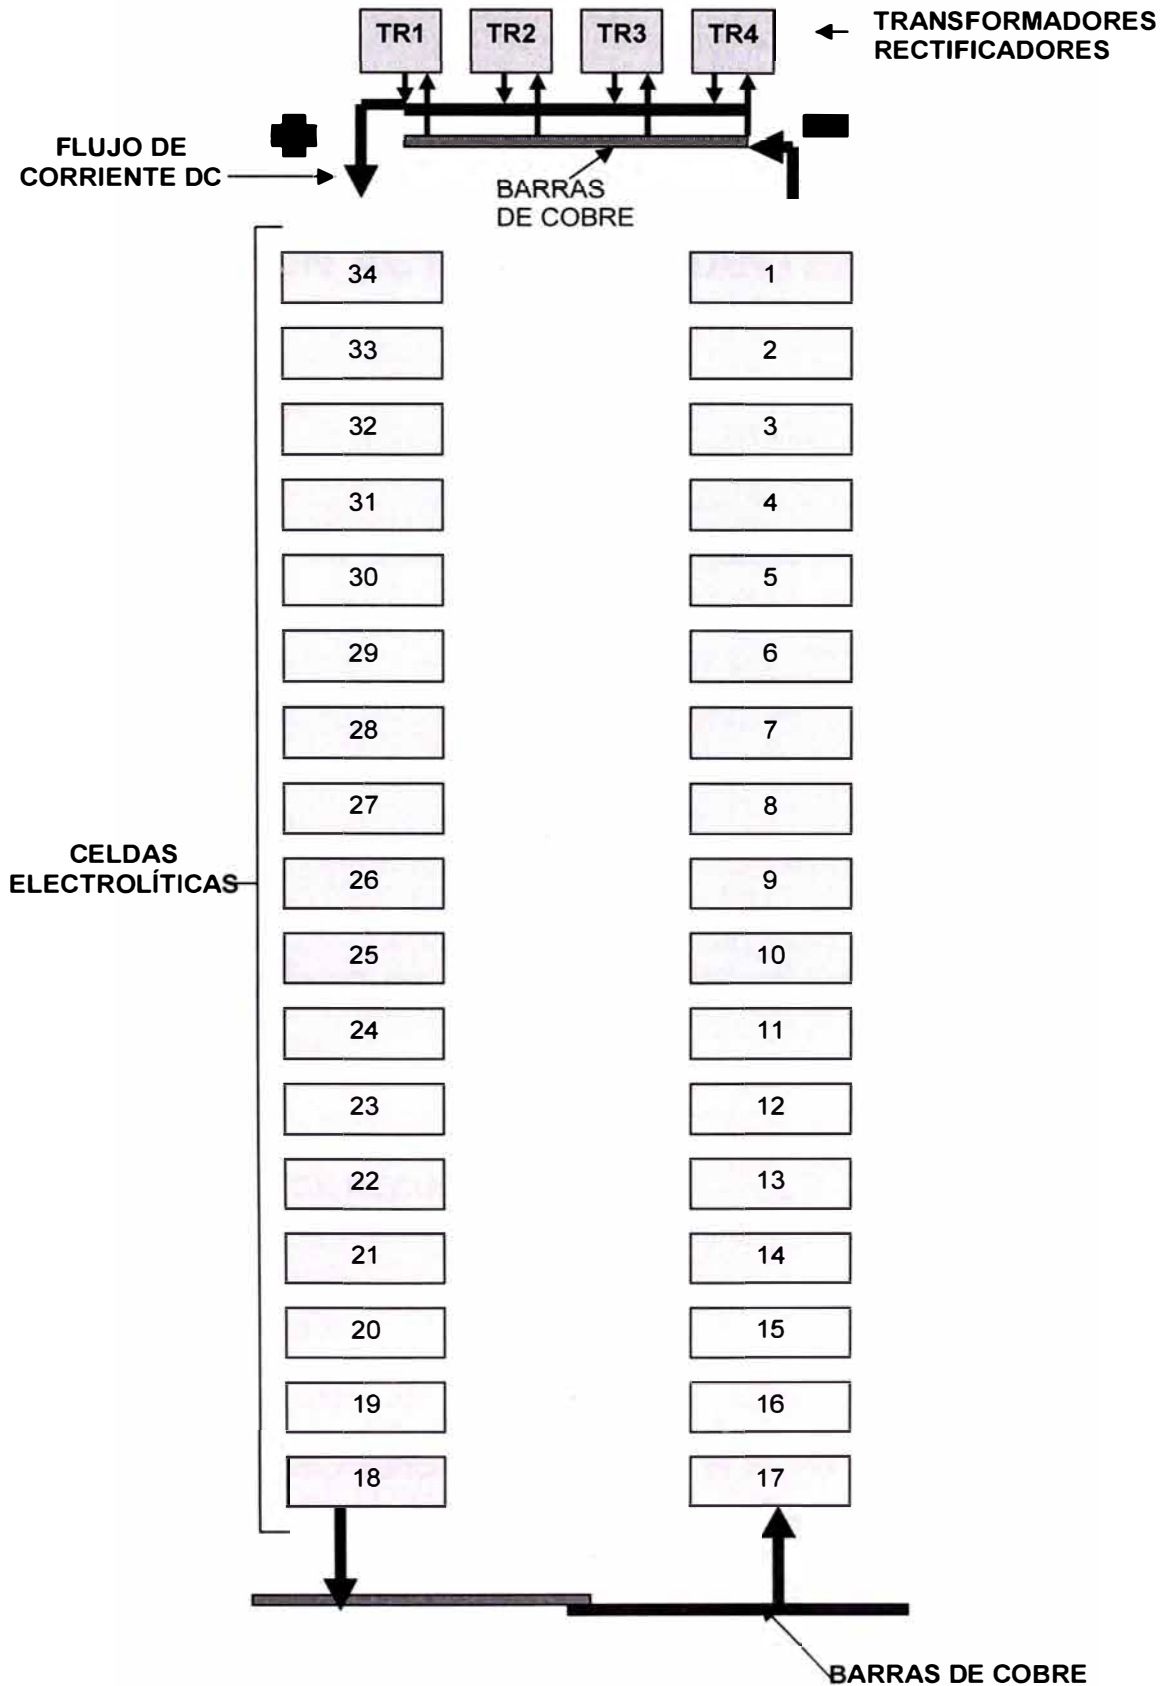 TR1 TR2 TR3 TR4
TRANSFORMADORES
RECTIFICADORES
FLUJO DE
CORRIENTE DC
BARRAS
DE COBRE
34 1
33 2
32 3
31 4
30 5
29 6
28 7
27 8
CELDAS
ELECTROLÍTICAS
26 9
25 10
24 11
23 12
22 13
21 14
20 15
19 16
18 17
BARRAS DE COBRE